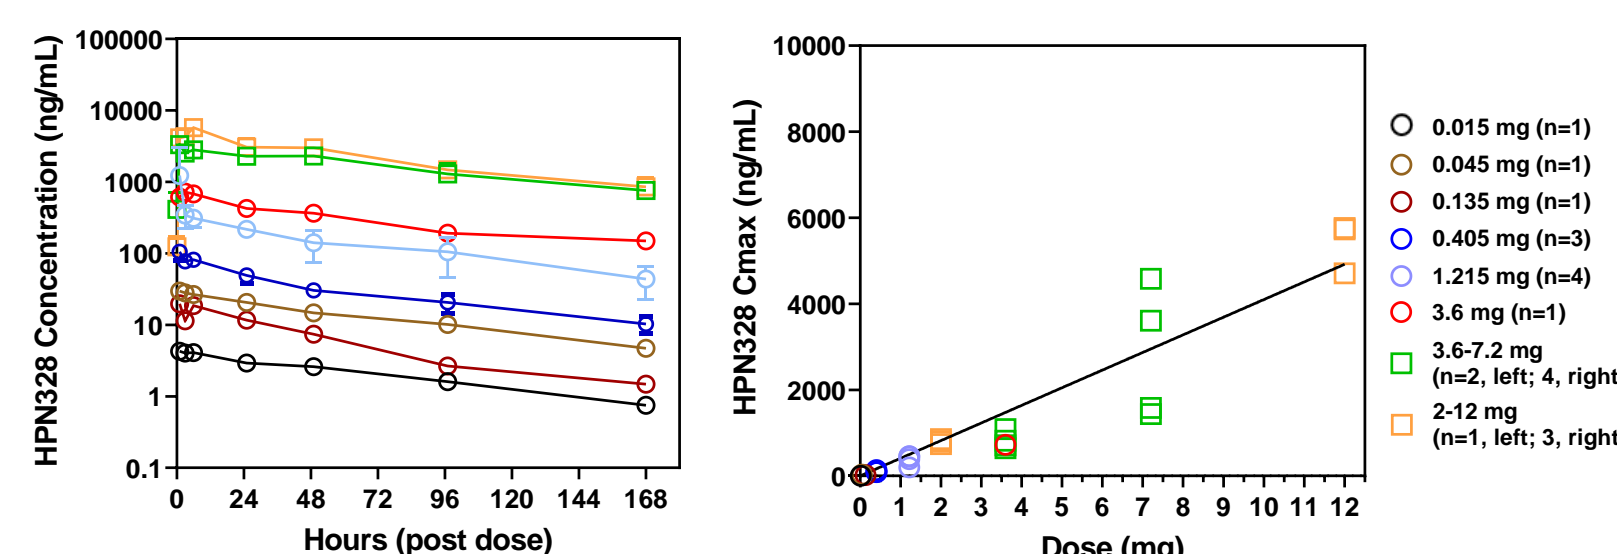 HPN328 Concentration (ng/mL)
100000
10000
1000
100
10
1
0.1
0 24 48 72 96 120 144 168
Hours (post dose)
HPN328 Cmax (ng/mL)
10000
8000
6000
4000
2000
0
0 1 2 3 4 5 6 7 8 9 10 11 12
Dose (mg)
0.015 mg (n=1)
0.045 mg (n=1)
0.135 mg (n=1)
0.405 mg (n=3)
1.215 mg (n=4)
3.6 mg (n=1)
3.6-7.2 mg
(n=2, left; 4, right
2-12 mg
(n=1, left; 3, right